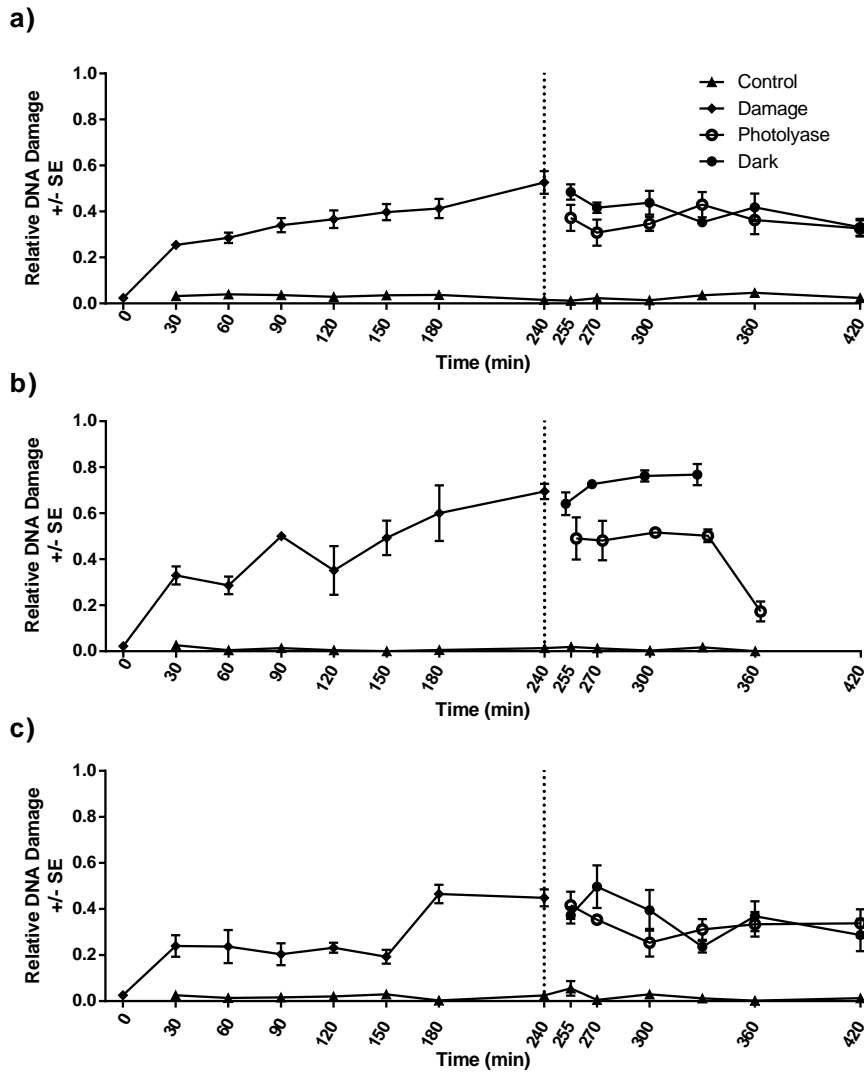 a)
Relative DNA Damage
+/- SE
1.0
0.8
0.6
0.4
0.2
0.0
Control
Damage
Photolyase
Dark
0 30 60 90 120 150 180 240 255 270 300 360 420
Time (min)
b)
Relative DNA Damage
+/- SE
1.0
0.8
0.6
0.4
0.2
0.0
0 30 60 90 120 150 180 240 255 270 300 360 420
Time (min)
c)
Relative DNA Damage
+/- SE
1.0
0.8
0.6
0.4
0.2
0.0
0 30 60 90 120 150 180 240 255 270 300 360 420
Time (min)